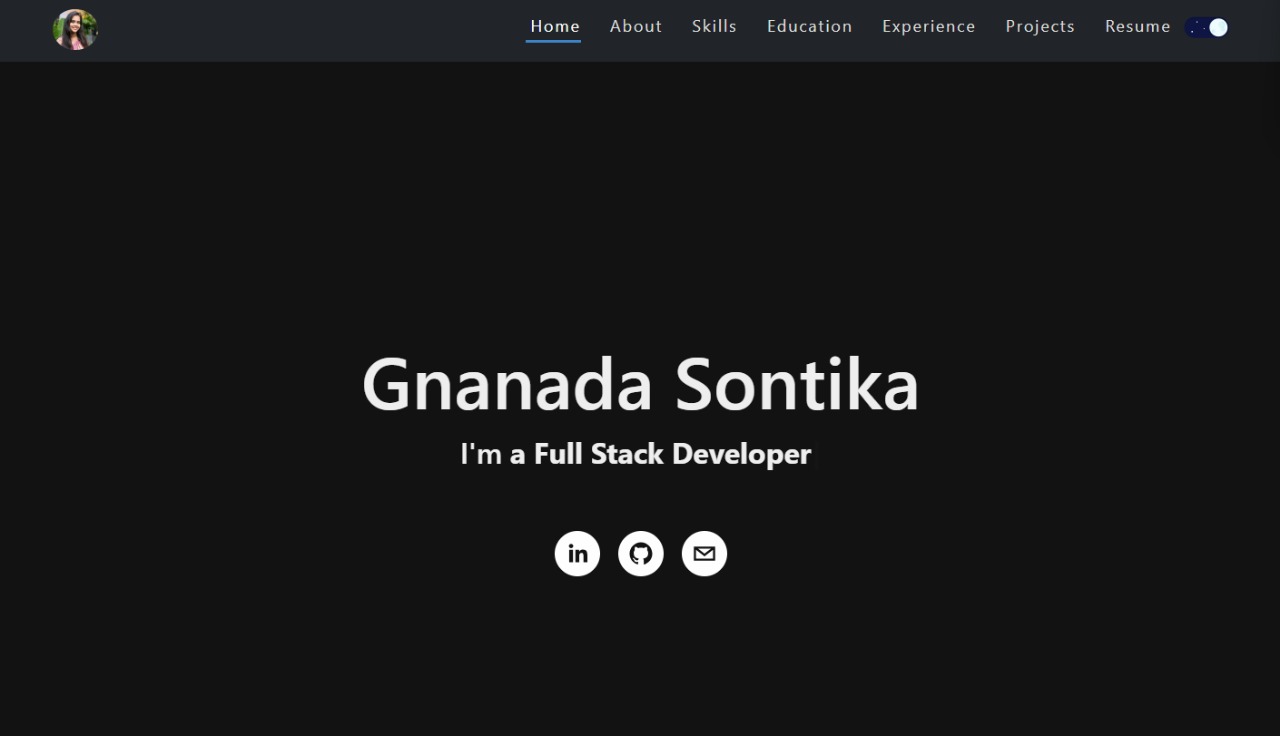 Home About Skills Education Experience Projects Resume
Gnanada Sontika
I'm a Full Stack Developer
in